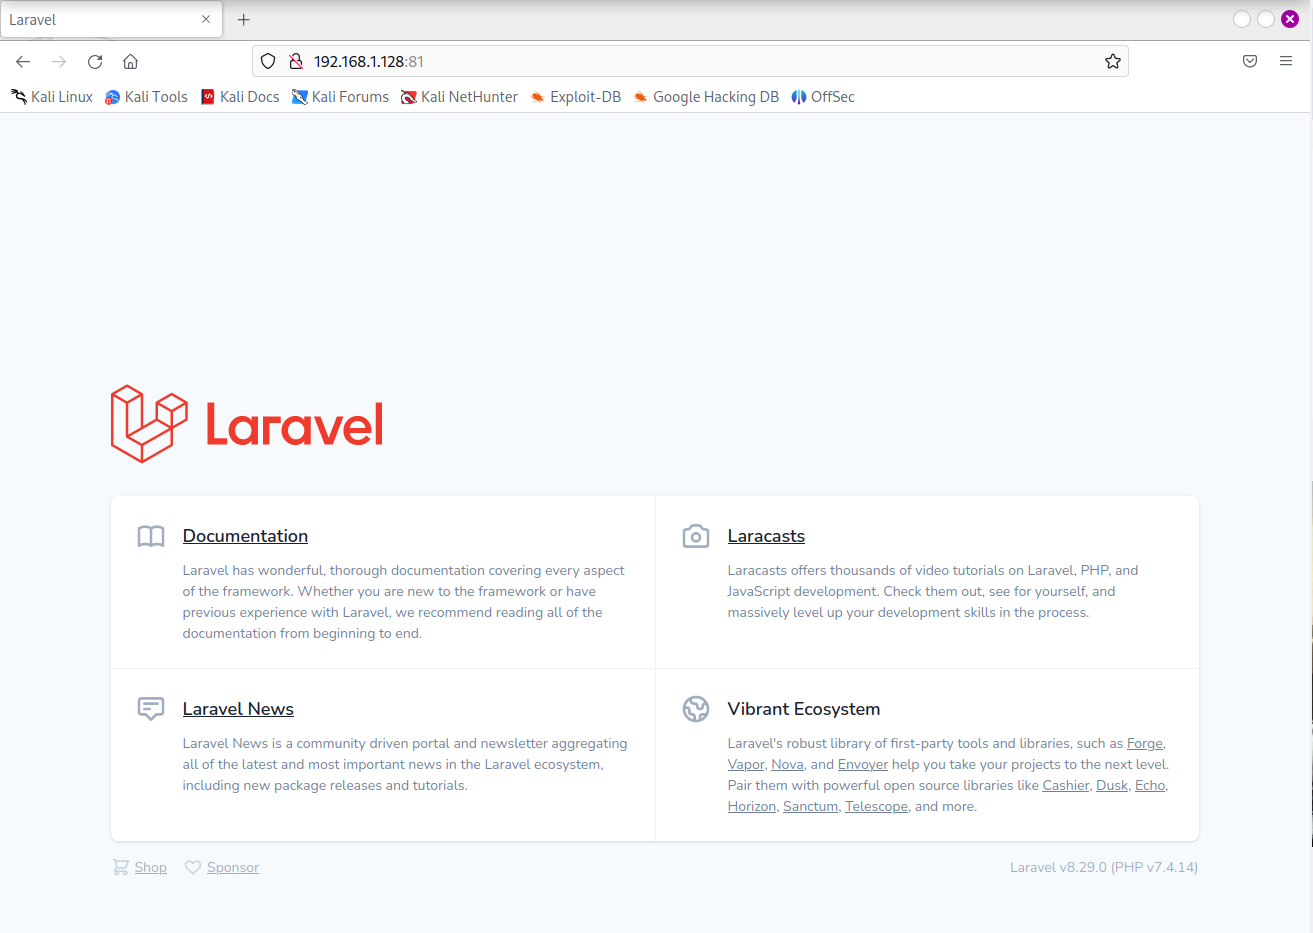 Laravel
192.168.1.128:81
Kali Linux Kali Tools Kali Docs Kali Forums Kali NetHunter Exploit-DB Google Hacking DB OffSec
Laravel
Documentation
Laravel has wonderful, thorough documentation covering every aspect
of the framework. Whether you are new to the framework or have
previous experience with Laravel, we recommend reading all of the
documentation from beginning to end.
Laracasts
Laracasts offers thousands of video tutorials on Laravel, PHP, and
JavaScript development. Check them out, see for yourself, and
massively level up your development skills in the process.
Laravel News
Laravel News is a community driven portal and newsletter aggregating
all of the latest and most important news in the Laravel ecosystem,
including new package releases and tutorials.
Vibrant Ecosystem
Laravel's robust library of first-party tools and libraries, such as Forge,
Vapor, Nova, and Envoyer help you take your projects to the next level.
Pair them with powerful open source libraries like Cashier, Dusk, Echo,
Horizon, Sanctum, Telescope, and more.
Shop Sponsor
Laravel v8.29.0 (PHP v7.4.14)